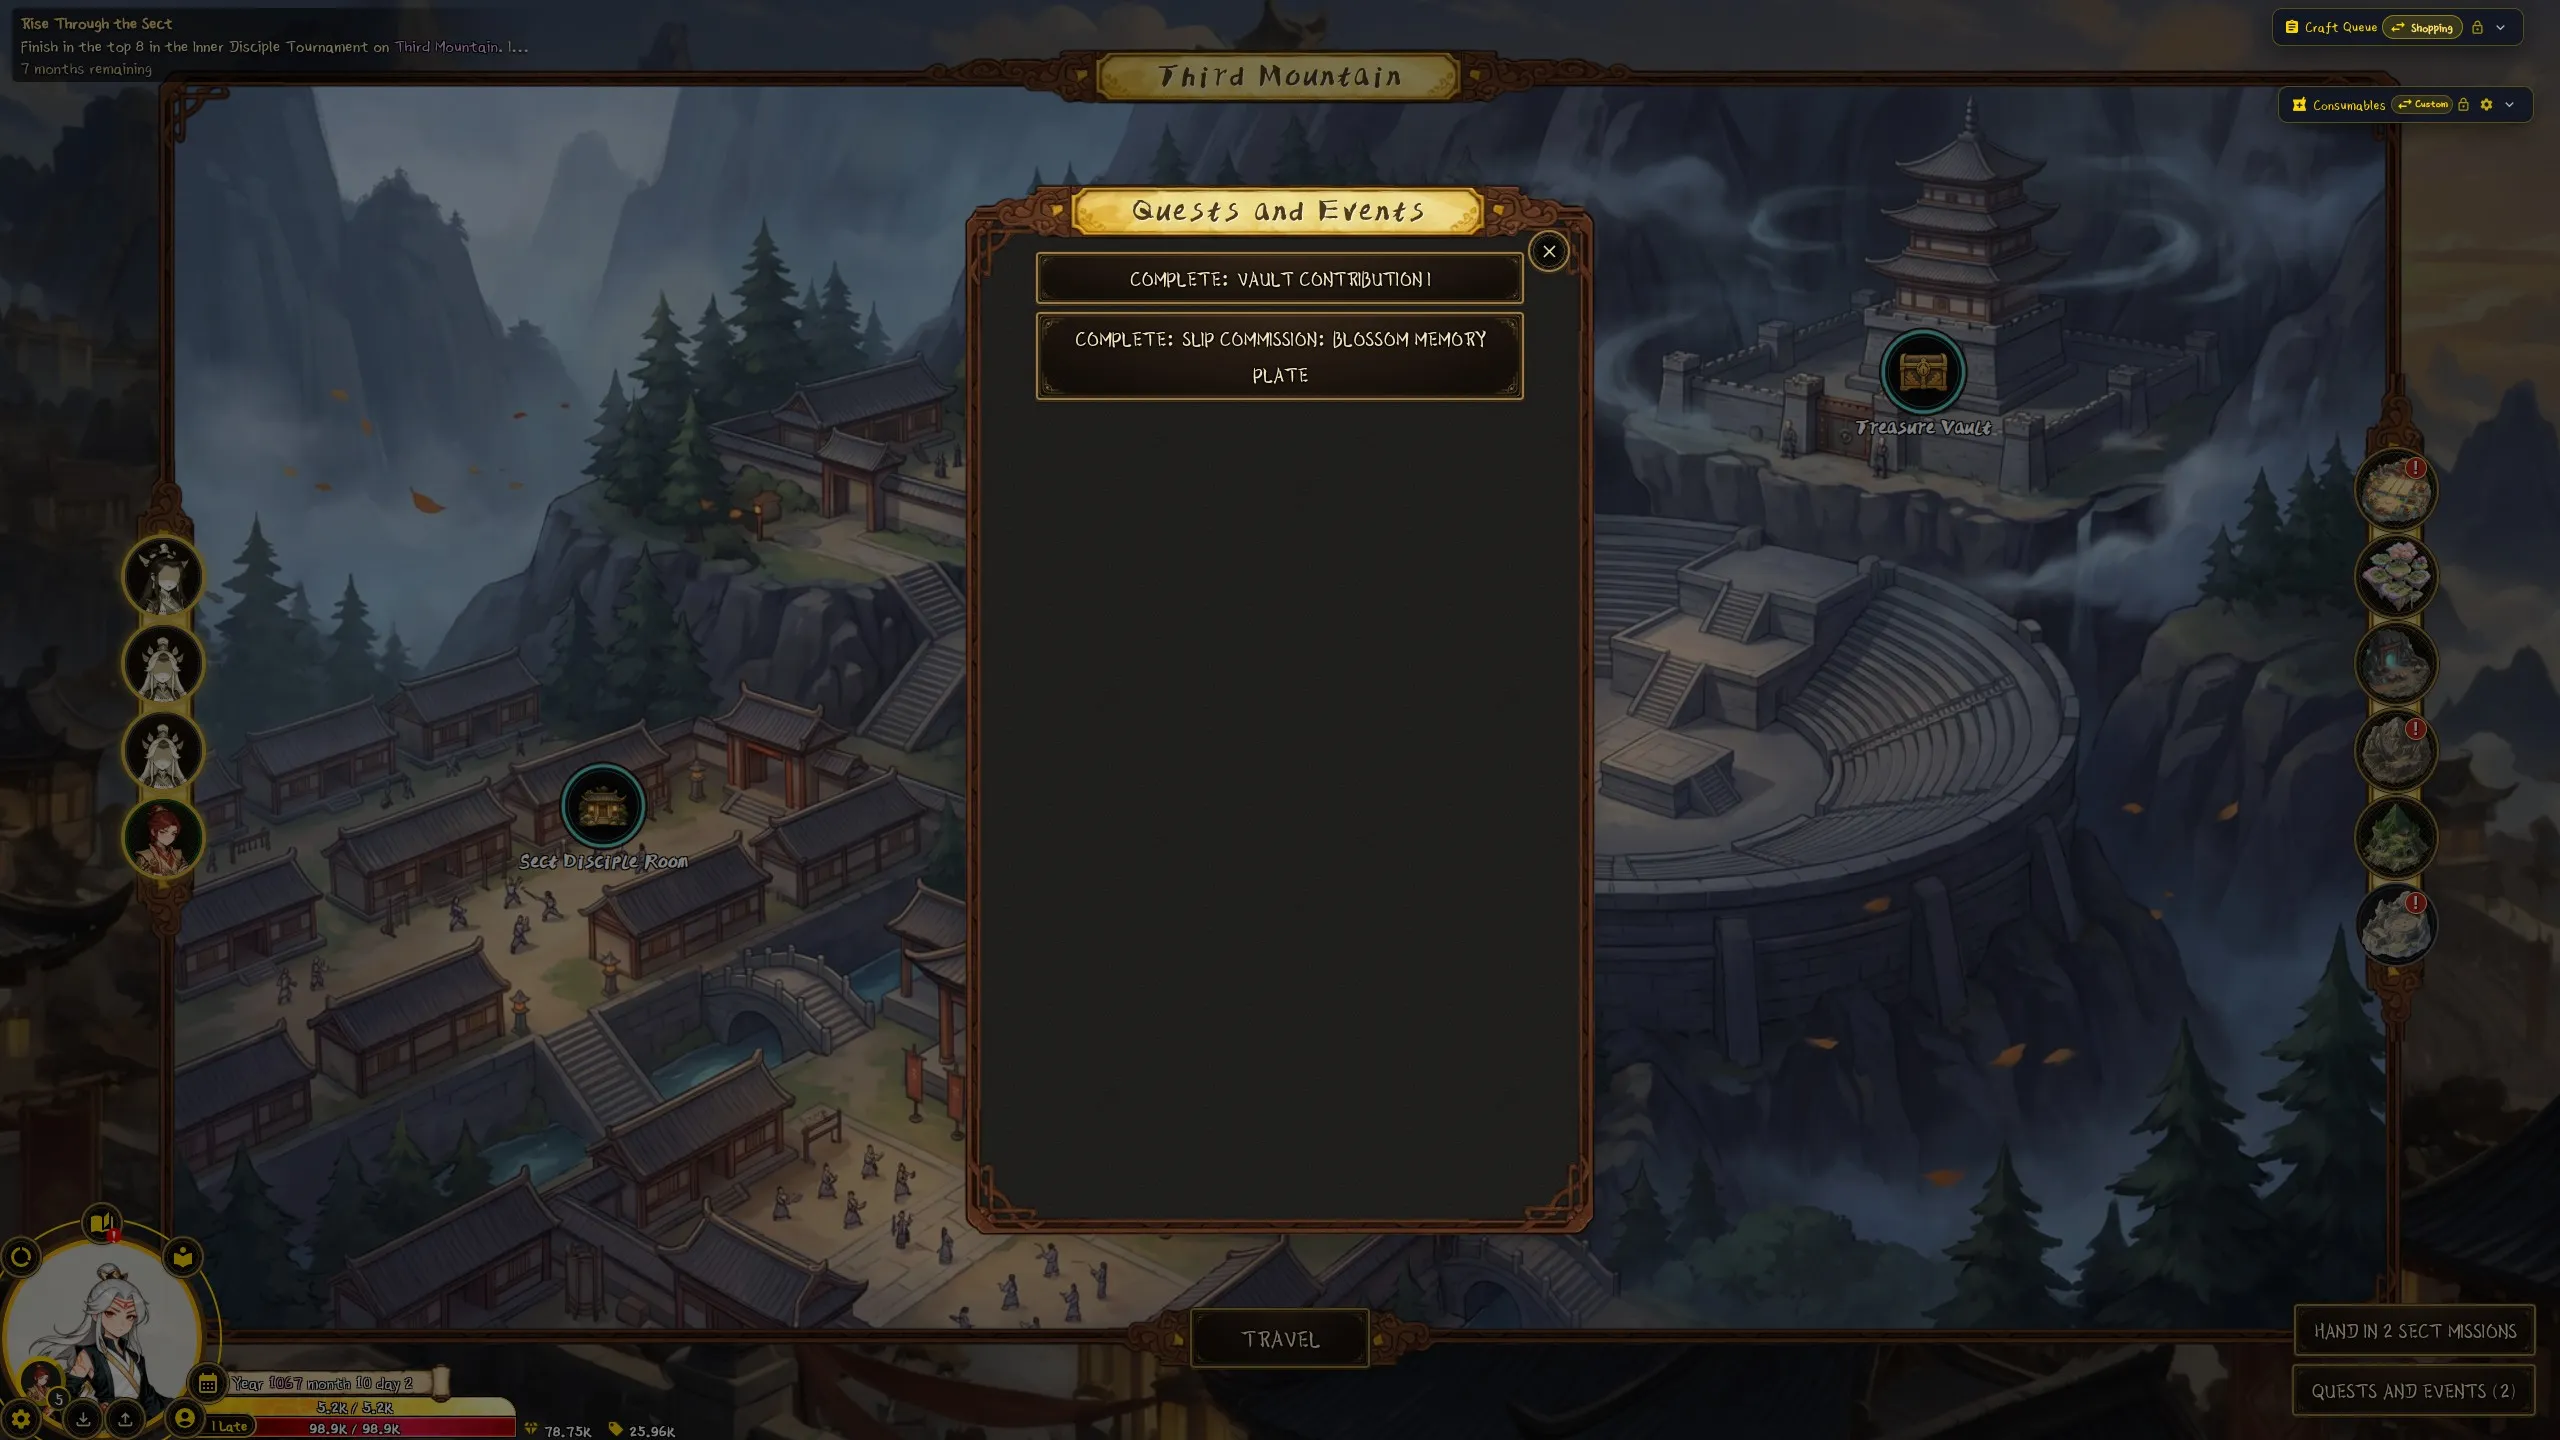 Rise Through the Sect
Finish in the top 8 in the Inner Disciple Tournament on Third Mountain. I...
7 months remaining
Third Mountain
Craft Queue Shopping
Consumables Custom
Quests and Events
COMPLETE: VAULT CONTRIBUTION I
COMPLETE: SLIP COMMISSION: BLOSSOM MEMORY
PLATE
Treasure Vault
Sect Disciple Room
TRAVEL
HAND IN 2 SECT MISSIONS
QUESTS AND EVENTS (2)
Year 1067 month 10 day 2
5.2K / 5.2K
5
1 Late
98.9K / 98.9K
78.75K
25.96K